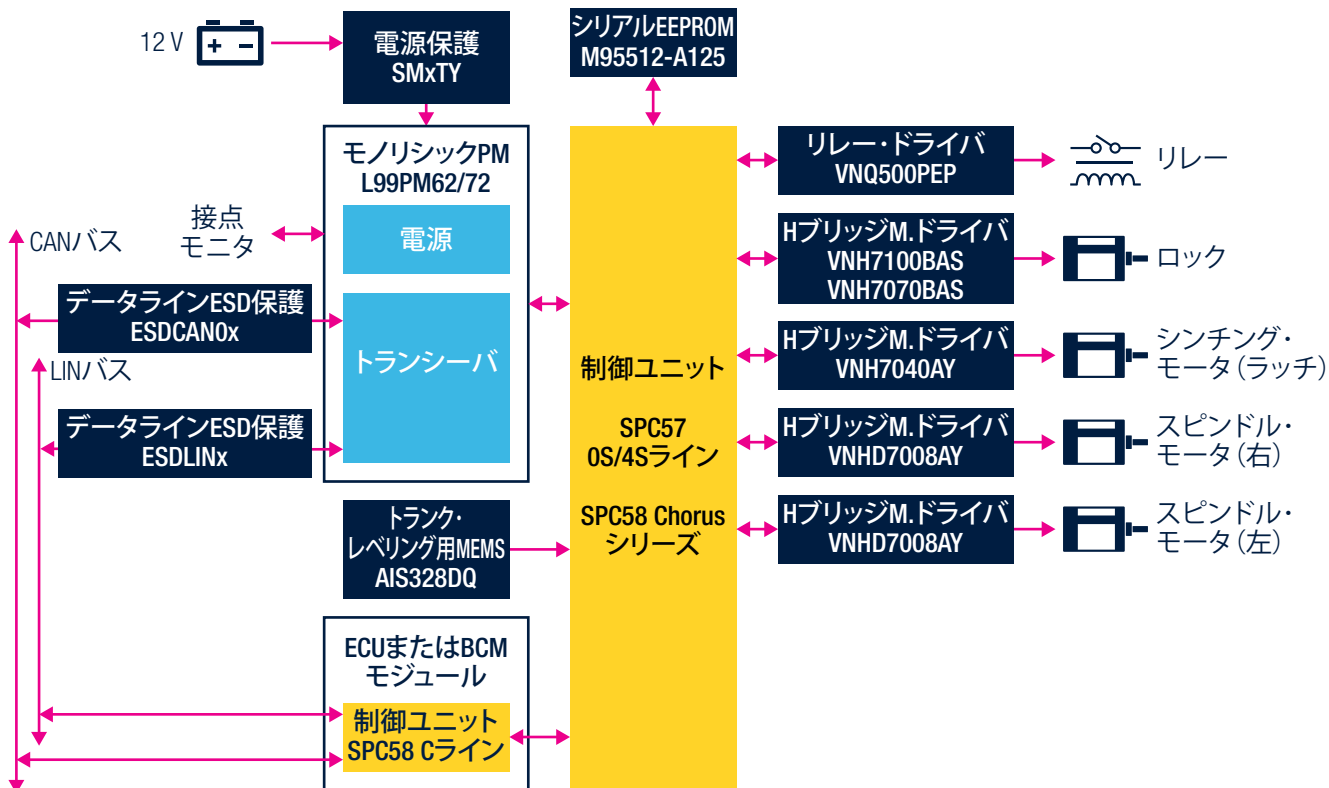 12 V
電源保護
SMxTY
シリアルEEPROM
M95512-A125
モノリシックPM
L99PM62/72
電源
トランシーバ
接点
モニタ
CANバス
データラインESD保護
ESDCAN0x
LINバス
データラインESD保護
ESDLINx
トランク・
レベリング用MEMS
AIS328DQ
ECUまたはBCM
モジュール
制御ユニット
SPC58 Cライン
制御ユニット
SPC57
0S/4Sライン
SPC58 Chorus
シリーズ
リレー・ドライバ
VNQ500PEP
リレー
HブリッジM.ドライバ
VNH7100BAS
VNH7070BAS
ロック
HブリッジM.ドライバ
VNH7040AY
シンチング・
モータ（ラッチ）
HブリッジM.ドライバ
VNHD7008AY
スピンドル・
モータ（右）
HブリッジM.ドライバ
VNHD7008AY
スピンドル・
モータ（左）